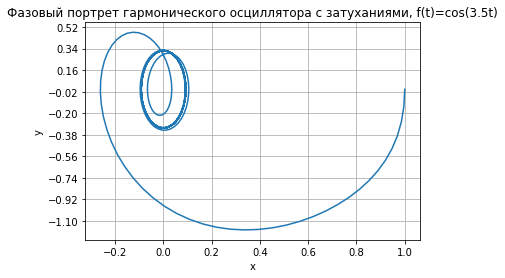 Фазовый портрет гармонического осциллятора с затуханиями, f(t)=cos(3.5t)
0.52
0.34
0.16
−0.02
−0.20
−0.38
−0.56
−0.74
−0.92
−1.10
y
−0.2 0.0 0.2 0.4 0.6 0.8 1.0
x